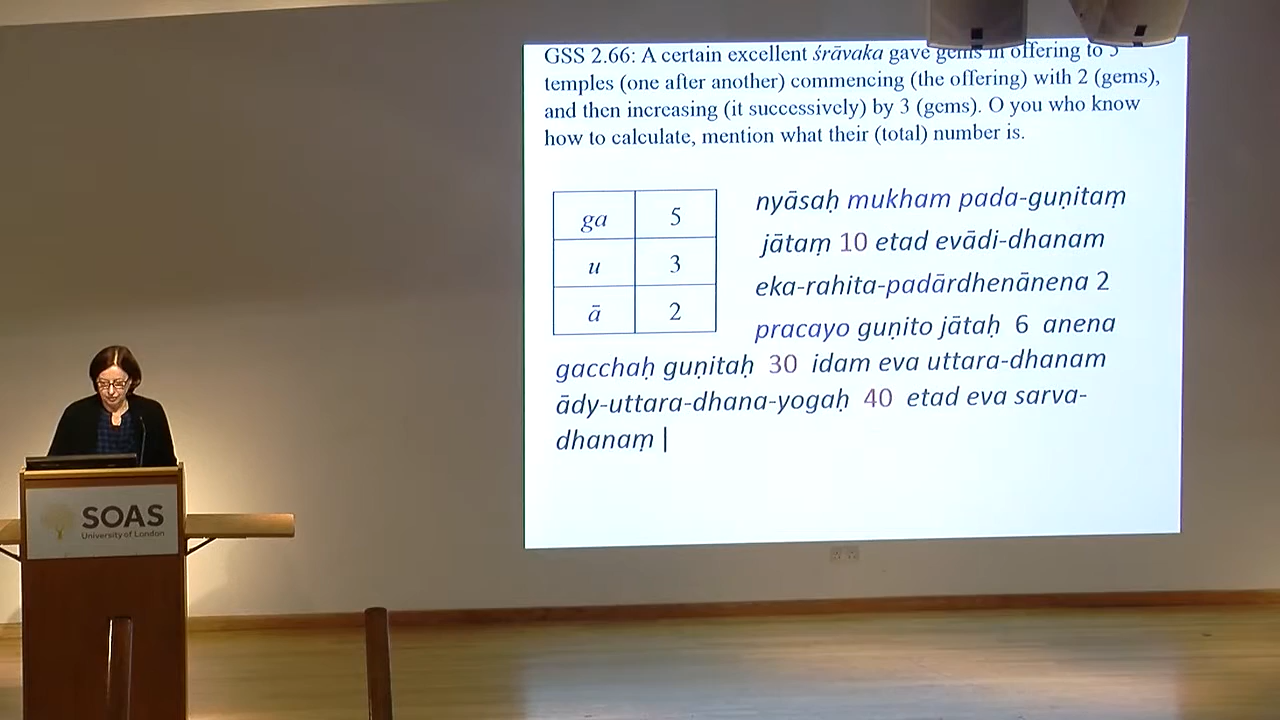 GSS 2.66: A certain excellent śrāvaka gave gems in offering to 5
temples (one after another) commencing (the offering) with 2 (gems),
and then increasing (it successively) by 3 (gems). O you who know
how to calculate, mention what their (total) number is.
ga 5
u 3
ā 2
nyāsaḥ mukham pada-guṇitaṃ
jātaṃ 10 etad evādi-dhanam
eka-rahita-padārdhenānena 2
pracayo guṇito jātaḥ 6 anena
gacchaḥ guṇitaḥ 30 idam eva uttara-dhanam
ādy-uttara-dhana-yogaḥ 40 etad eva sarva-
dhanaṃ |
SOAS
University of London